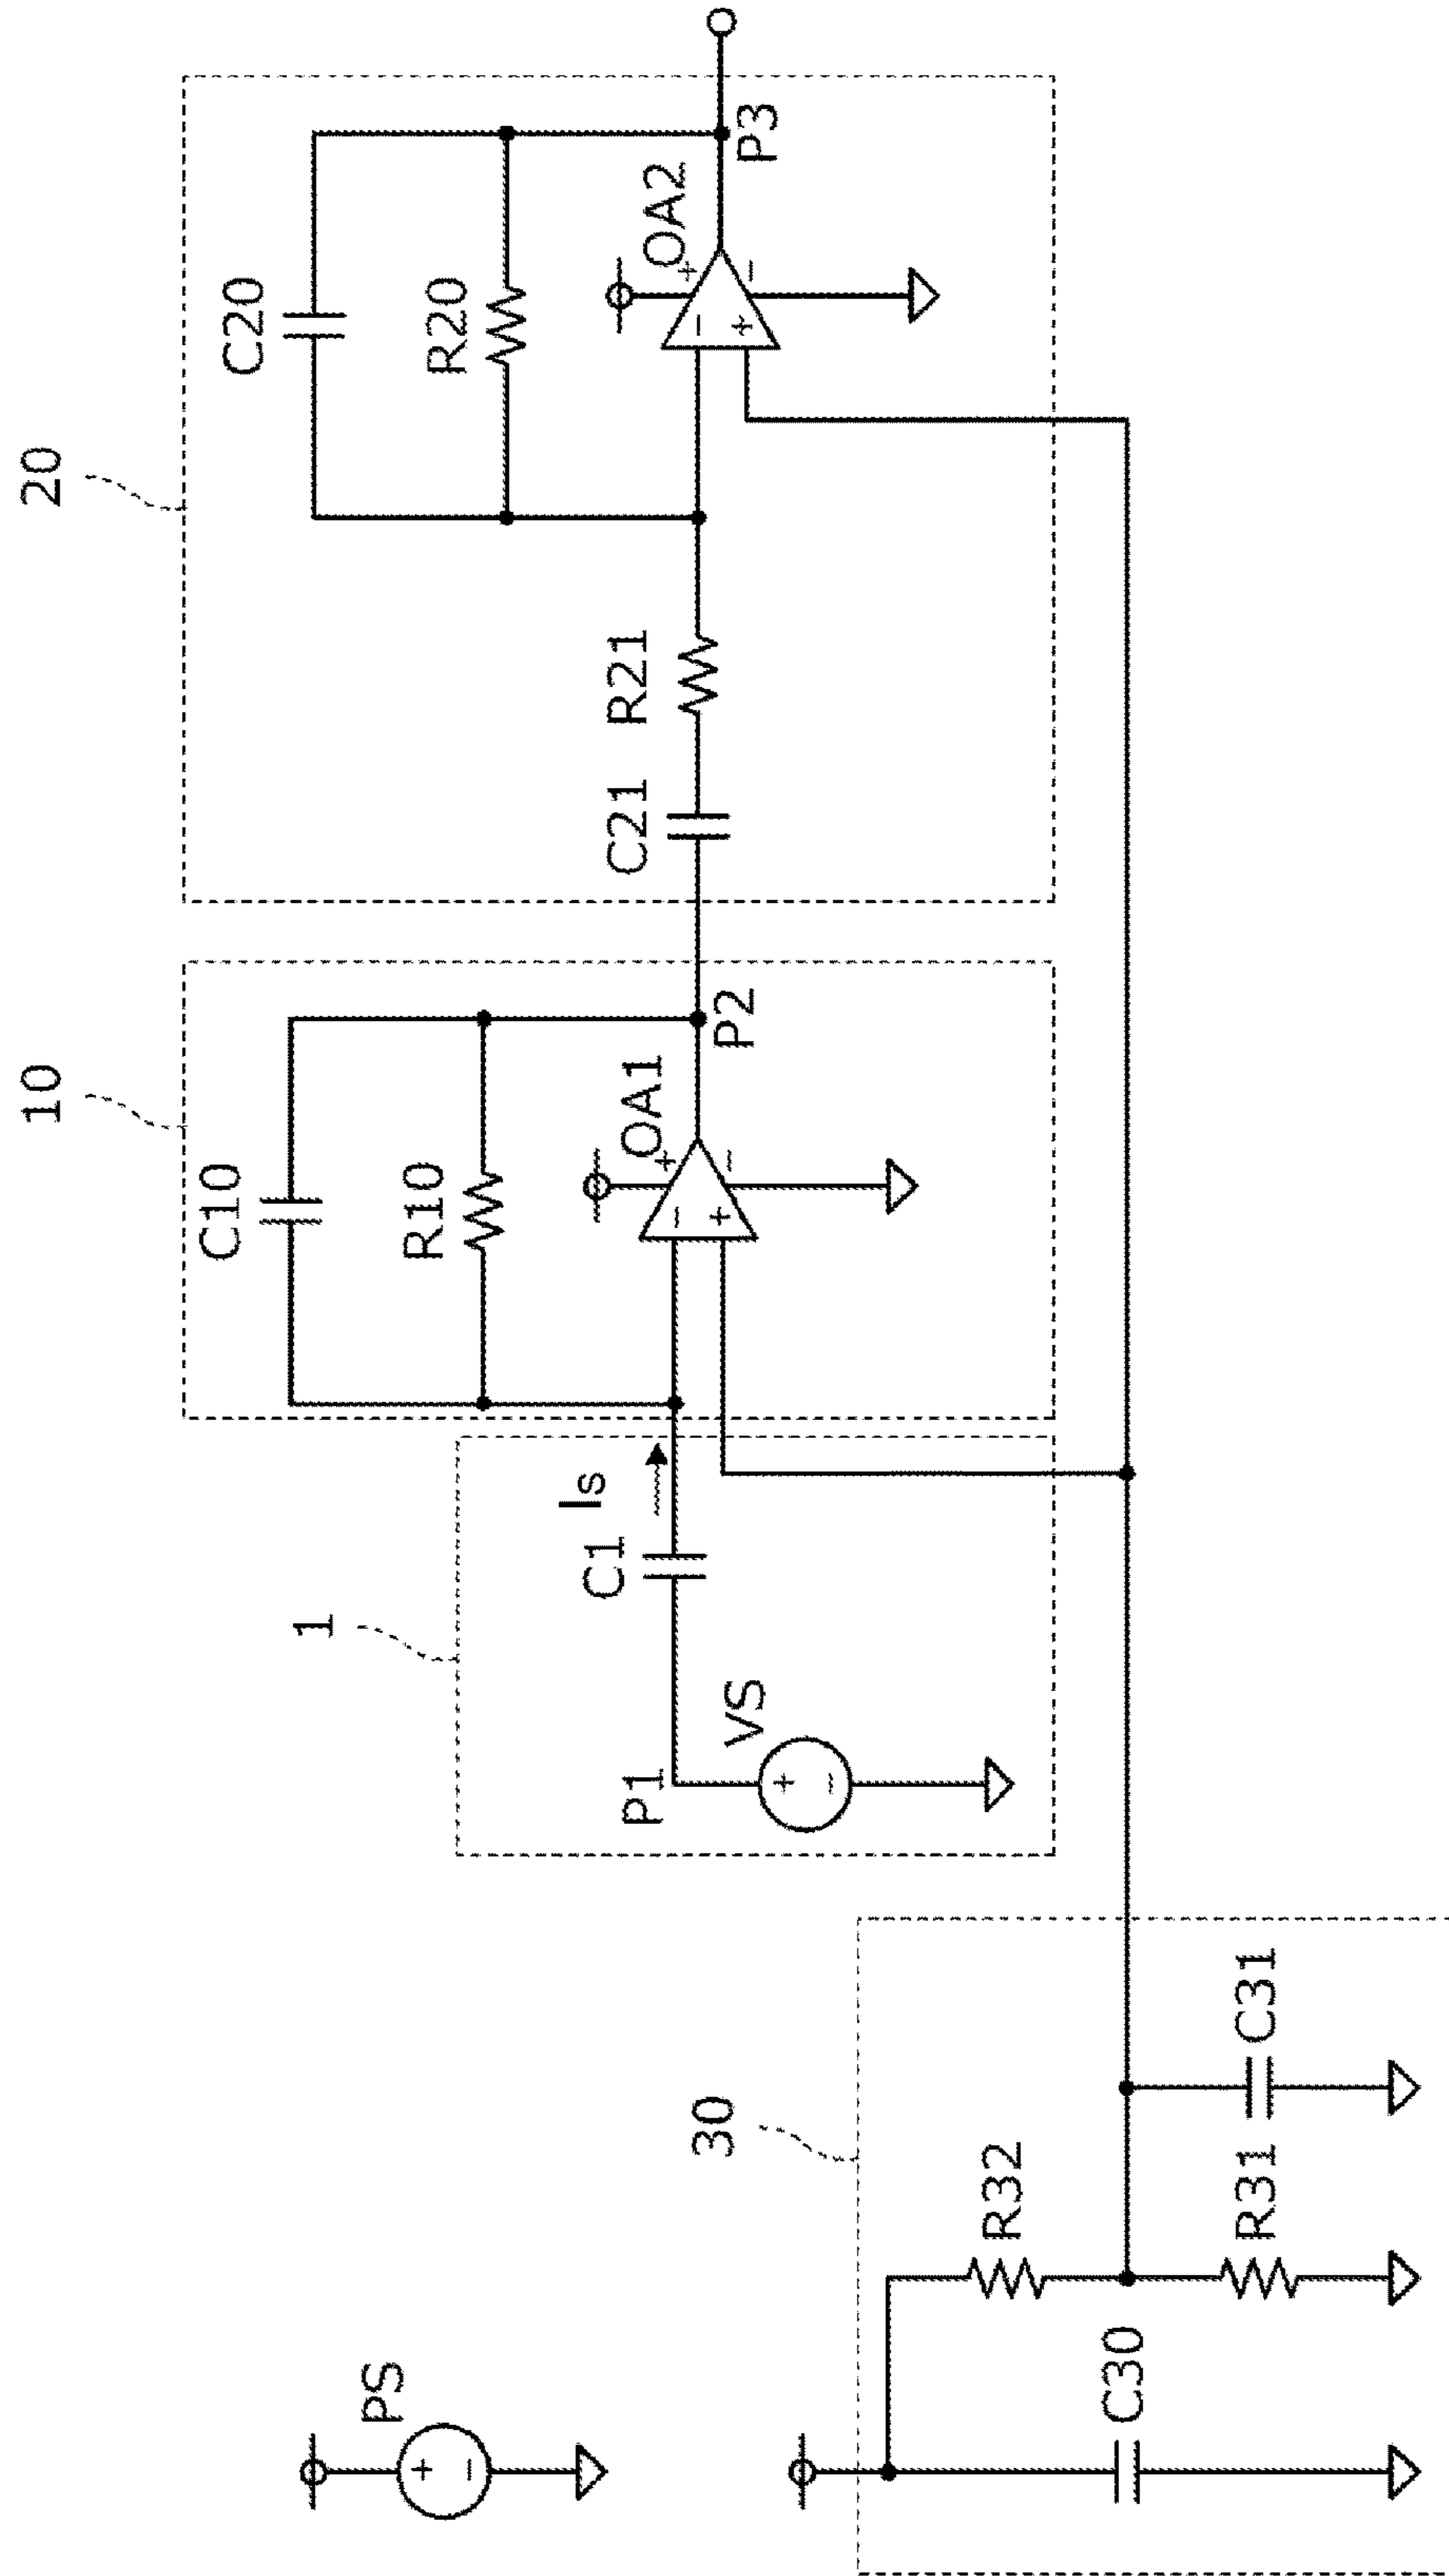 20
10
1
30
C20
R20
OA2
P3
C21
R21
C10
R10
OA1
P2
Is
C1
P1
VS
PS
R32
C31
R31
C30
+
−
+
−
+
−
+
−
+
−
+
−